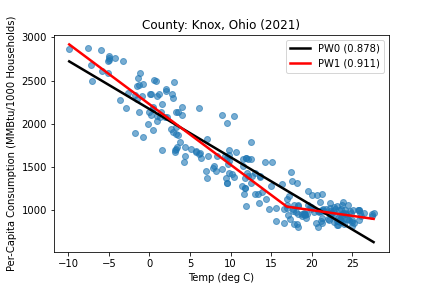 County: Knox, Ohio (2021)
Per-Capita Consumption (MMBtu/1000 Households)
3000
2500
2000
1500
1000
PW0 (0.878)
PW1 (0.911)
−10 −5 0 5 10 15 20 25
Temp (deg C)